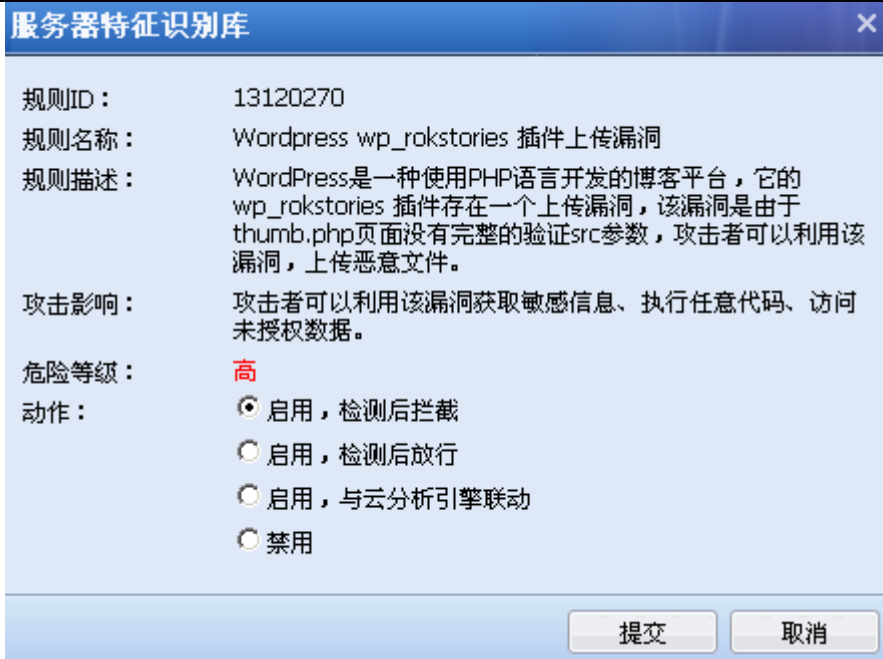 服务器特征识别库
规则ID： 13120270
规则名称： Wordpress wp_rokstories 插件上传漏洞
规则描述： WordPress是一种使用PHP语言开发的博客平台，它的
wp_rokstories 插件存在一个上传漏洞，该漏洞是由于
thumb.php页面没有完整的验证src参数，攻击者可以利用该
漏洞，上传恶意文件。
攻击影响： 攻击者可以利用该漏洞获取敏感信息、执行任意代码、访问
未授权数据。
危险等级： 高
动作： 启用，检测后拦截
启用，检测后放行
启用，与云分析引擎联动
禁用
提交 取消